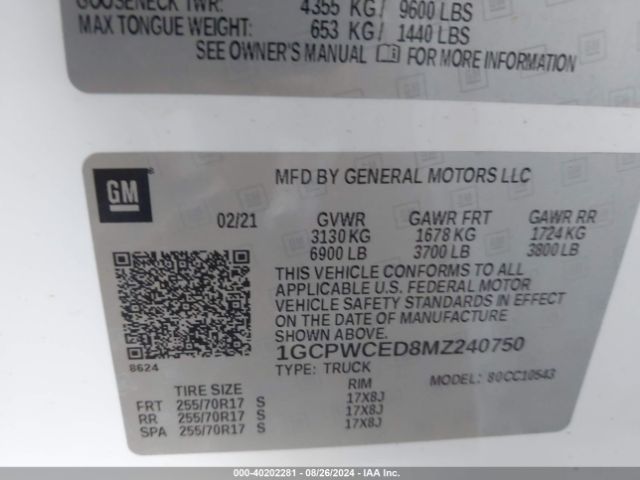 GOOSENECK TWR: 4355 KG/ 9600 LBS
MAX TONGUE WEIGHT: 653 KG/ 1440 LBS
SEE OWNER'S MANUAL FOR MORE INFORMATION
GM
MFD BY GENERAL MOTORS LLC
02/21 GVWR GAWR FRT GAWR RR
3130 KG 1678 KG 1724 KG
6900 LB 3700 LB 3800 LB
THIS VEHICLE CONFORMS TO ALL
APPLICABLE U.S. FEDERAL MOTOR
VEHICLE SAFETY STANDARDS IN EFFECT
ON THE DATE OF MANUFACTURE
SHOWN ABOVE.
1GCPWCED8MZ240750
8624
TYPE: TRUCK MODEL: 80CC10543
TIRE SIZE RIM
FRT 255/70R17 S 17X8J
RR 255/70R17 S 17X8J
SPA 255/70R17 S 17X8J
000-40202281 - 08/26/2024 - IAA Inc.